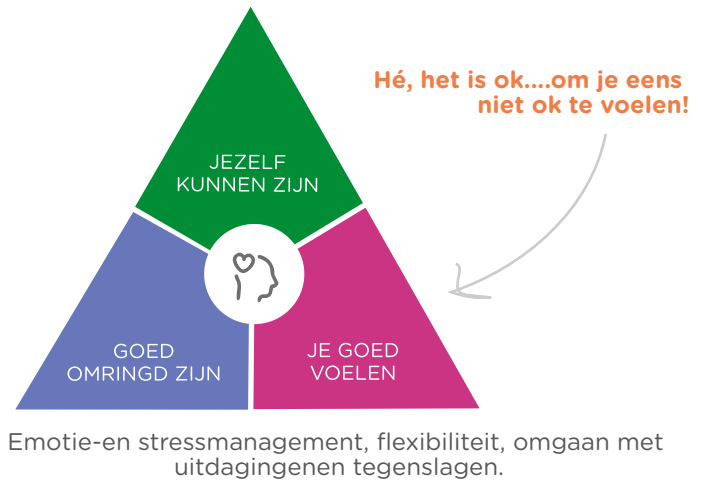 Hé, het is ok....om je eens
niet ok te voelen!
JEZELF
KUNNEN ZIJN
GOED
OMRINGD ZIJN
JE GOED
VOELEN
Emotie-en stressmanagement, flexibiliteit, omgaan met
uitdagingenen tegenslagen.